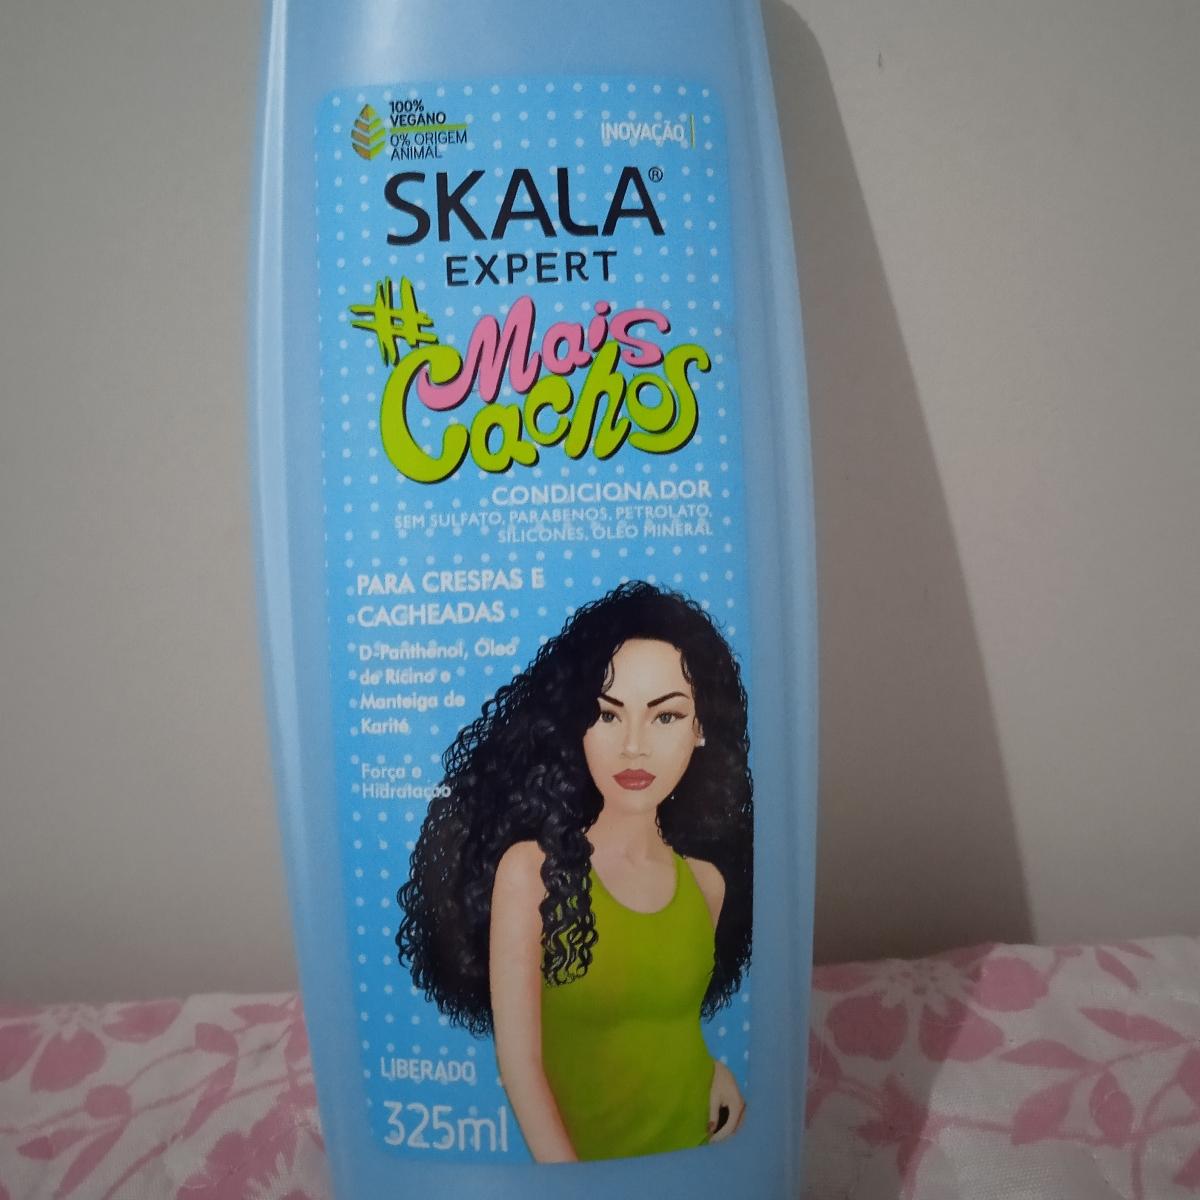 100%
VEGANO
0% ORIGEM
ANIMAL
INOVAÇÃO
SKALA®
EXPERT
#Mais
Cachos
CONDICIONADOR
SEM SULFATO, PARABENOS, PETROLATO,
SILICONES, ÓLEO MINERAL
PARA CRESPAS E
CACHEADAS
D-Panthenol, Óleo
de Rícino e
Manteiga de
Karité
Força e
Hidratação
LIBERADO
325ml